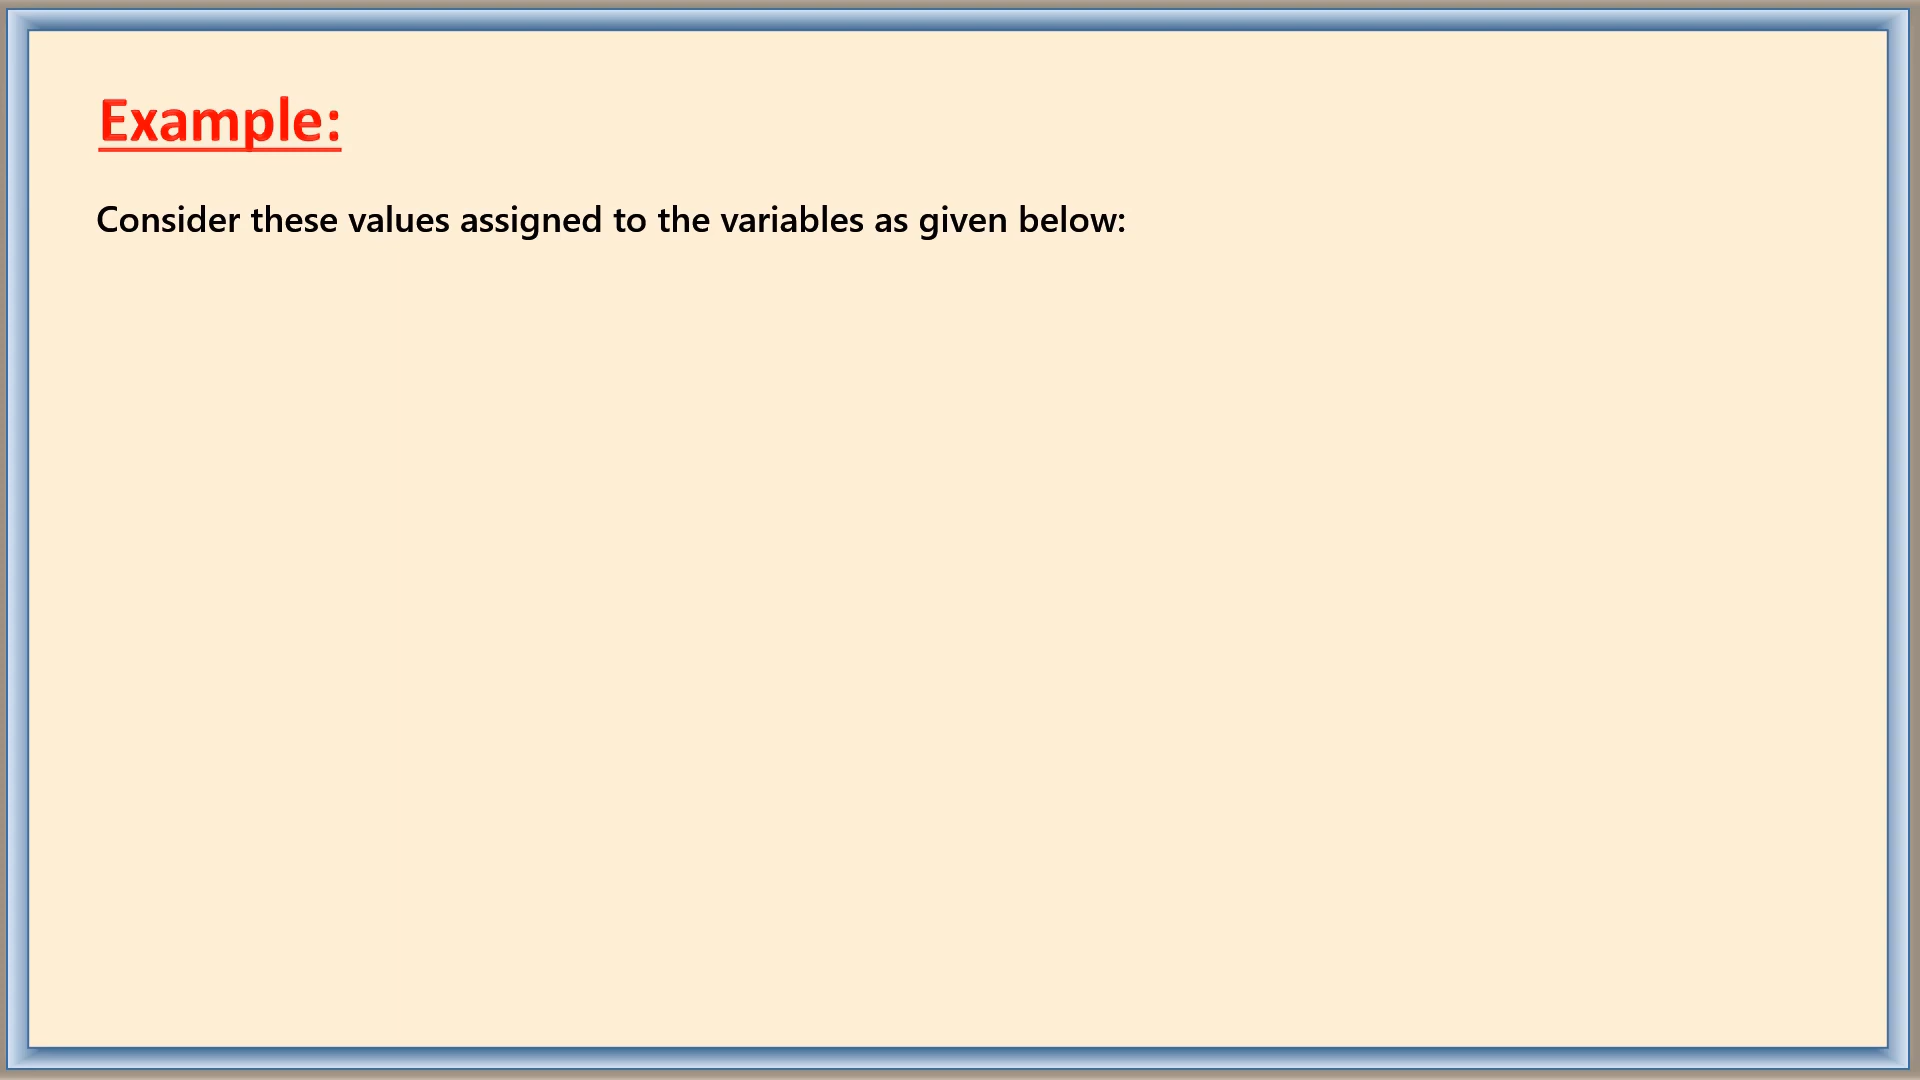 Example:
Consider these values assigned to the variables as given below: